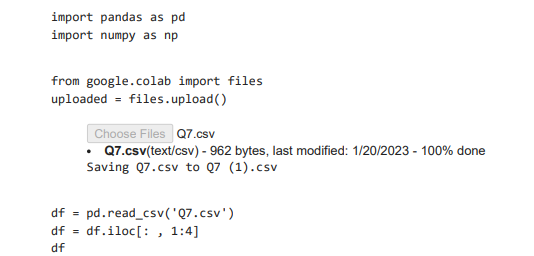 import pandas as pd
import numpy as np
from google.colab import files
uploaded = files.upload()
Choose Files Q7.csv
• Q7.csv(text/csv) - 962 bytes, last modified: 1/20/2023 - 100% done
Saving Q7.csv to Q7 (1).csv
df = pd.read_csv('Q7.csv')
df = df.iloc[: , 1:4]
df